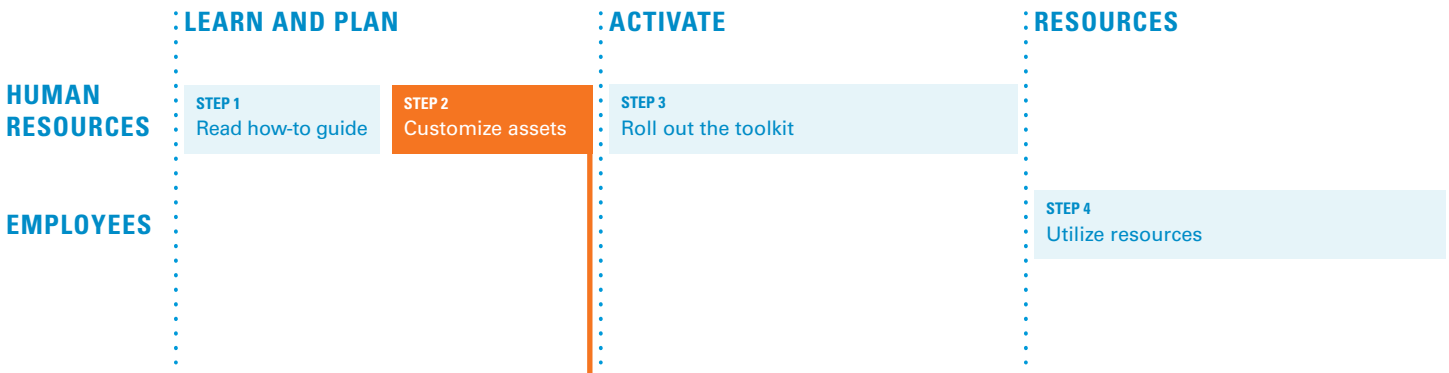 LEARN AND PLAN
ACTIVATE
RESOURCES
HUMAN
RESOURCES
STEP 1
Read how-to guide
STEP 2
Customize assets
STEP 3
Roll out the toolkit
EMPLOYEES
STEP 4
Utilize resources